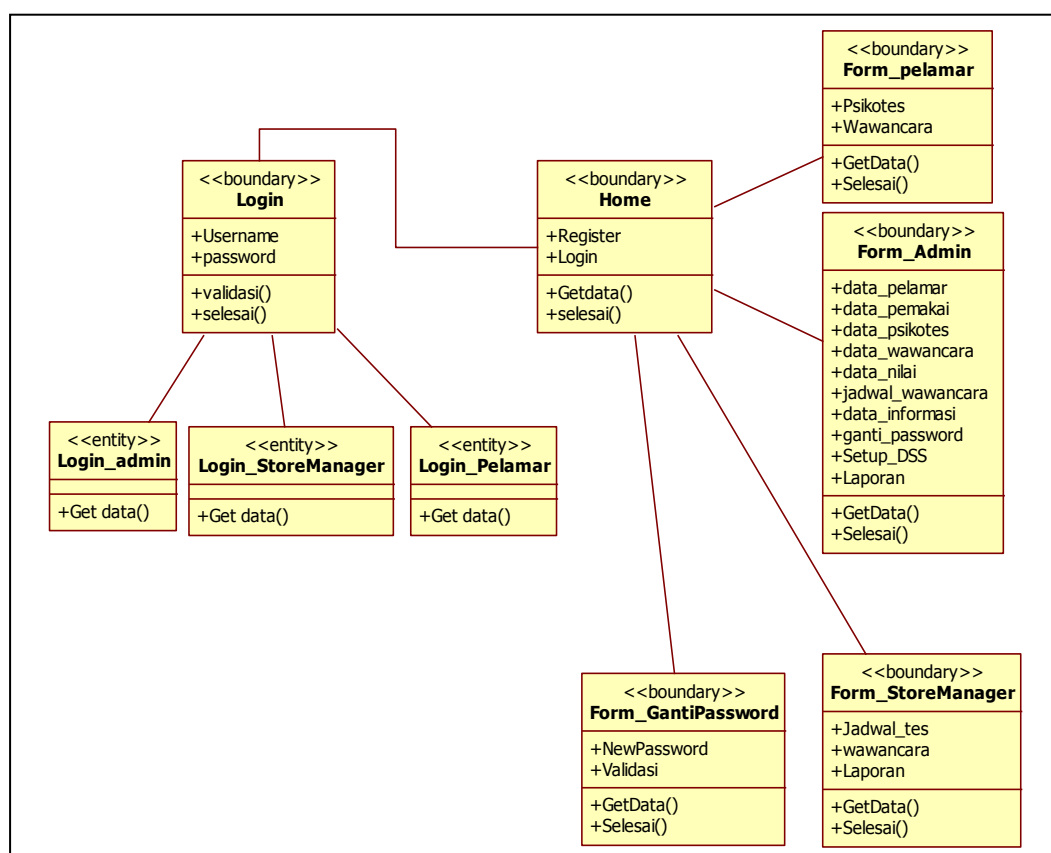 <<boundary>>
Form_pelamar
+Psikotes
+Wawancara
+GetData()
+Selesai()
<<boundary>>
Login
+Username
+password
+validasi()
+selesai()
<<boundary>>
Home
+Register
+Login
+Getdata()
+selesai()
<<boundary>>
Form_Admin
+data_pelamar
+data_pemakai
+data_psikotes
+data_wawancara
+data_nilai
+jadwal_wawancara
+data_informasi
+ganti_password
+Setup_DSS
+Laporan
+GetData()
+Selesai()
<<entity>>
Login_admin
+Get data()
<<entity>>
Login_StoreManager
+Get data()
<<entity>>
Login_Pelamar
+Get data()
<<boundary>>
Form_GantiPassword
+NewPassword
+Validasi
+GetData()
+Selesai()
<<boundary>>
Form_StoreManager
+Jadwal_tes
+wawancara
+Laporan
+GetData()
+Selesai()